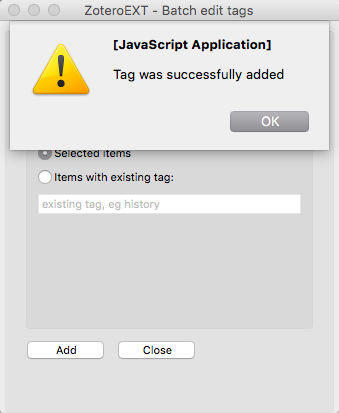 ZoteroEXT - Batch edit tags
[JavaScript Application]
Tag was successfully added
OK
Selected items
Items with existing tag:
existing tag, eg history
Add
Close